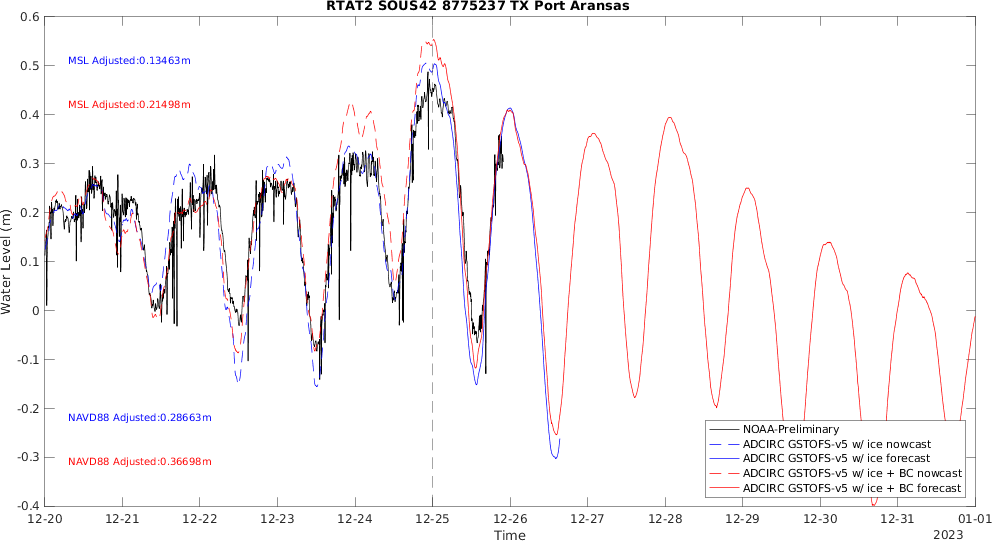 RTAT2 SOUS42 8775237 TX Port Aransas
0.6
0.5
0.4
0.3
0.2
0.1
0
-0.1
-0.2
-0.3
-0.4
Water Level (m)
MSL Adjusted:0.13463m
MSL Adjusted:0.21498m
NAVD88 Adjusted:0.28663m
NAVD88 Adjusted:0.36698m
NOAA-Preliminary
ADCIRC GSTOFS-v5 w/ ice nowcast
ADCIRC GSTOFS-v5 w/ ice forecast
ADCIRC GSTOFS-v5 w/ ice + BC nowcast
ADCIRC GSTOFS-v5 w/ ice + BC forecast
12-20 12-21 12-22 12-23 12-24 12-25 12-26 12-27 12-28 12-29 12-30 12-31 01-01
Time
2023